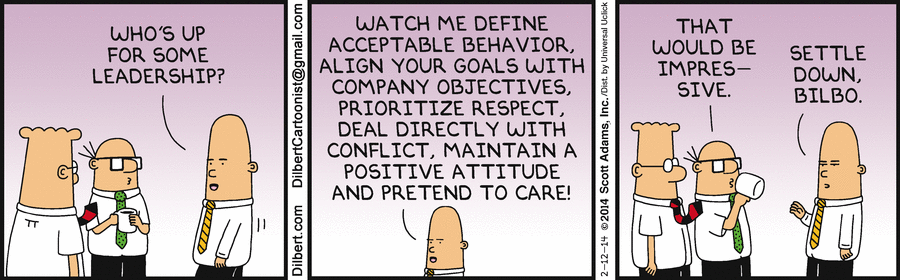 WHO'S UP
FOR SOME
LEADERSHIP?
Dilbert.com DilbertCartoonist@gmail.com
WATCH ME DEFINE
ACCEPTABLE BEHAVIOR,
ALIGN YOUR GOALS WITH
COMPANY OBJECTIVES,
PRIORITIZE RESPECT,
DEAL DIRECTLY WITH
CONFLICT, MAINTAIN A
POSITIVE ATTITUDE
AND PRETEND TO CARE!
2-12-14 © 2014 Scott Adams, Inc. /Dist. by Universal Uclick
THAT
WOULD BE
IMPRES–
SIVE.
SETTLE
DOWN,
BILBO.